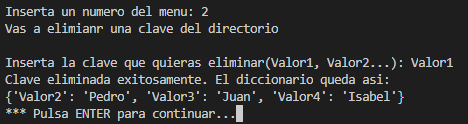 Inserta un numero del menu: 2
Vas a elimianr una clave del directorio
Inserta la clave que quieras eliminar(Valor1, Valor2...): Valor1
Clave eliminada exitosamente. El diccionario queda asi:
{'Valor2': 'Pedro', 'Valor3': 'Juan', 'Valor4': 'Isabel'}
*** Pulsa ENTER para continuar...